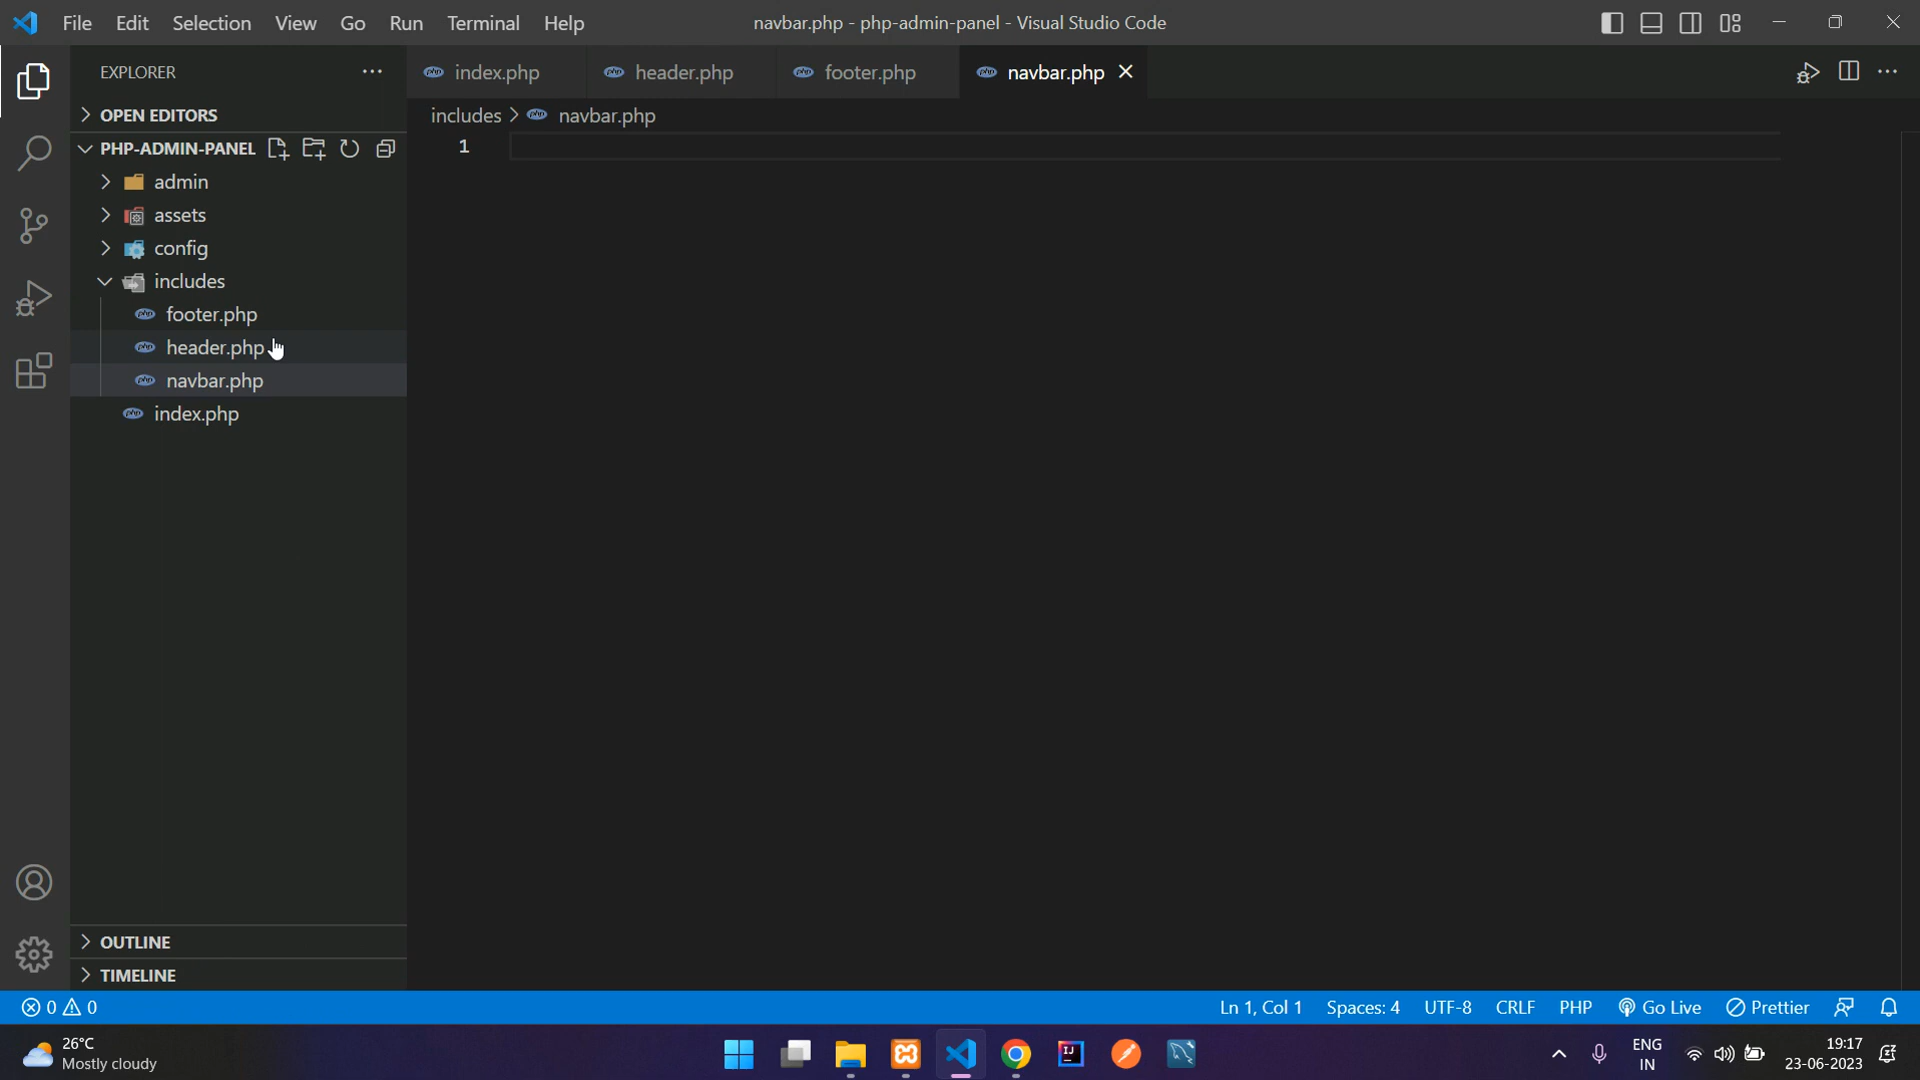 File Edit Selection View Go Run Terminal Help
navbar.php - php-admin-panel - Visual Studio Code
EXPLORER
index.php
header.php
footer.php
navbar.php
OPEN EDITORS
includes > navbar.php
PHP-ADMIN-PANEL
1
admin
assets
config
includes
footer.php
header.php
navbar.php
index.php
OUTLINE
TIMELINE
0 0
Ln 1, Col 1
Spaces: 4
UTF-8
CRLF
PHP
Go Live
Prettier
26°C
Mostly cloudy
ENG
IN
19:17
23-06-2023